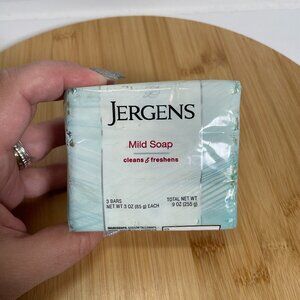 JERGENS
Mild Soap
cleans & freshens
3 BARS
NET WT 3 OZ (85 g) EACH
TOTAL NET WT
9 OZ (255 g)